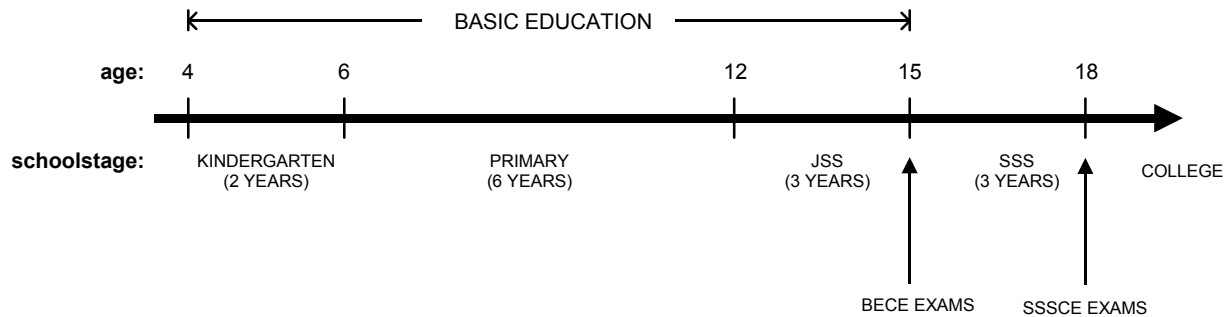 BASIC EDUCATION
age: 4 6 12 15 18
schoolstage: KINDERGARTEN PRIMARY JSS SSS
(2 YEARS) (6 YEARS) (3 YEARS) (3 YEARS) COLLEGE
BECE EXAMS SSSCE EXAMS